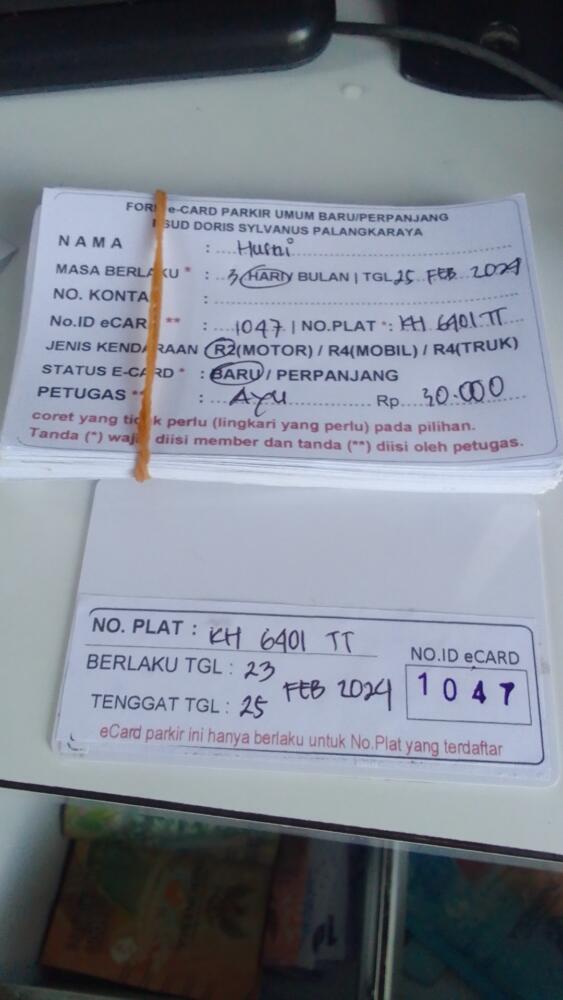 FORM e-CARD PARKIR UMUM BARU/PERPANJANG
RSUD DORIS SYLVANUS PALANGKARAYA
NAMA : Husni
MASA BERLAKU * : 3 HARI/ BULAN | TGL 25 FEB 2024
NO. KONTA :
No.ID eCAR ** : 1047 | NO.PLAT *: KH 6401 TT
JENIS KENDARAAN R2(MOTOR) / R4(MOBIL) / R4(TRUK)
STATUS E-CARD * : BARU / PERPANJANG
PETUGAS ** : Ayu Rp 30.000
coret yang tidak perlu (lingkari yang perlu) pada pilihan.
Tanda (*) wajib diisi member dan tanda (**) diisi oleh petugas.
NO. PLAT : KH 6401 TT
BERLAKU TGL : 23
TENGGAT TGL : 25 FEB 2024
NO.ID eCARD
1047
eCard parkir ini hanya berlaku untuk No.Plat yang terdaftar